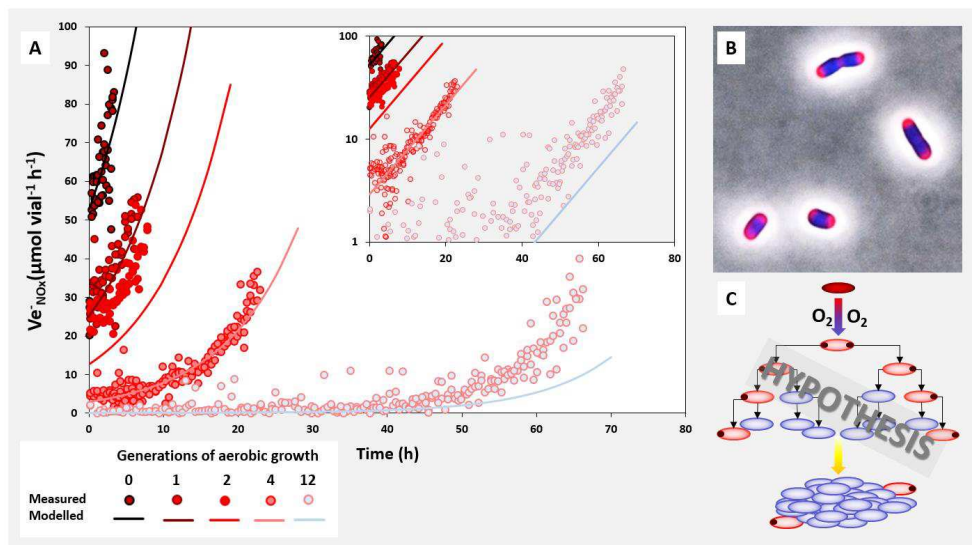 A
Ve⁻NOx(µmol vial⁻¹ h⁻¹)
100
90
80
70
60
50
40
30
20
10
0
0 10 20 30 40 50 60 70 80
Time (h)
100
10
1
0 20 40 60 80
Generations of aerobic growth
0 1 2 4 12
Measured
Modelled
B
C
O₂ O₂
HYPOTHESIS